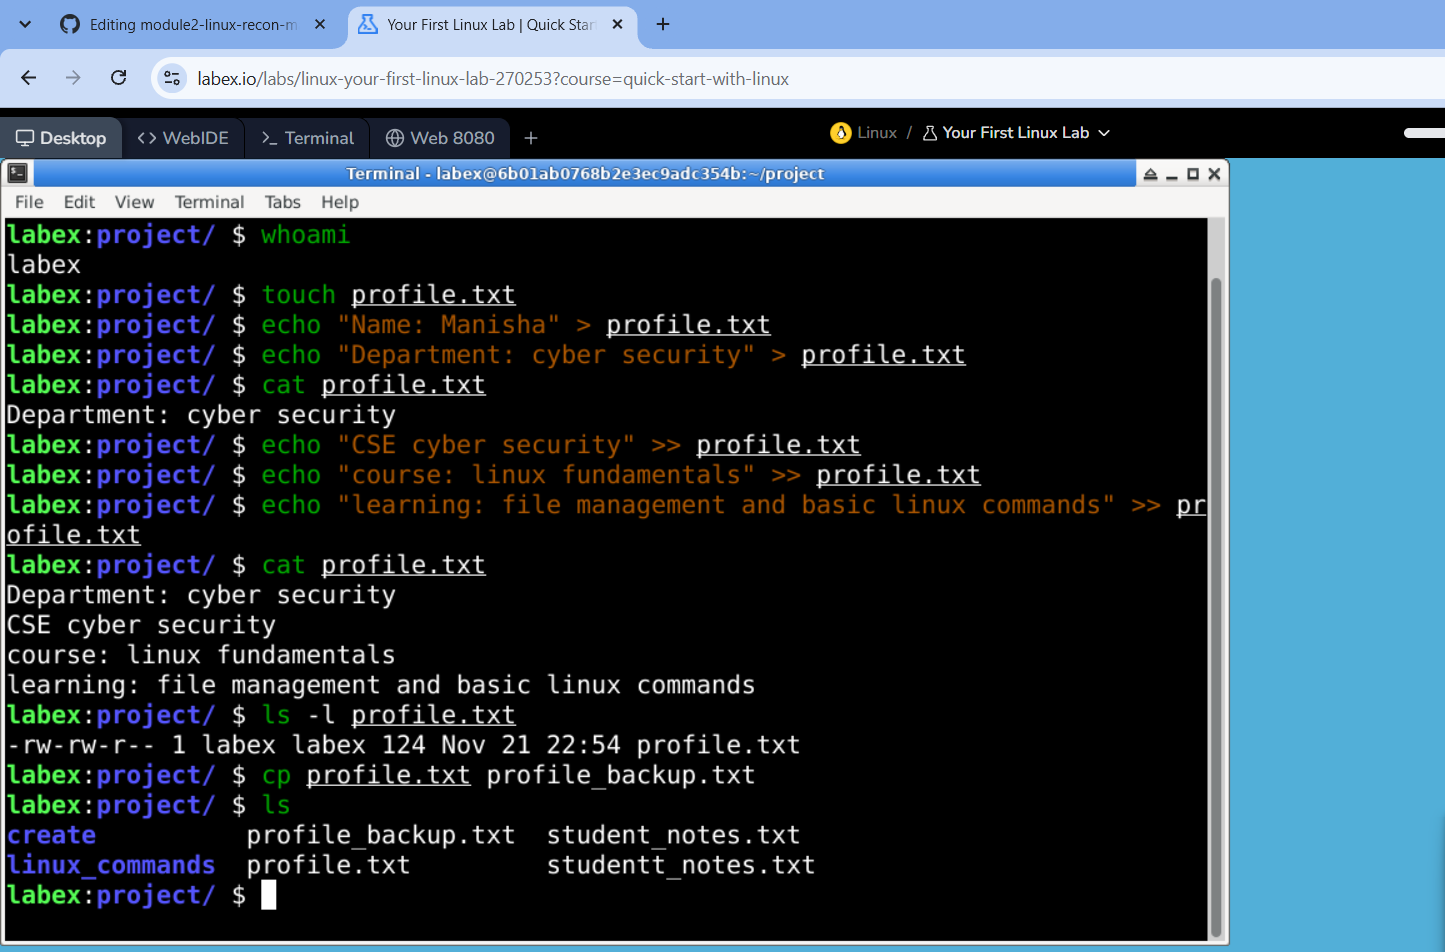 Editing module2-linux-recon-m
Your First Linux Lab | Quick Star
labex.io/labs/linux-your-first-linux-lab-270253?course=quick-start-with-linux
Desktop <> WebIDE >_ Terminal Web 8080 +
Linux / Your First Linux Lab
Terminal - labex@6b01ab0768b2e3ec9adc354b:~/project
File Edit View Terminal Tabs Help
labex:project/ $ whoami
labex
labex:project/ $ touch profile.txt
labex:project/ $ echo "Name: Manisha" > profile.txt
labex:project/ $ echo "Department: cyber security" > profile.txt
labex:project/ $ cat profile.txt
Department: cyber security
labex:project/ $ echo "CSE cyber security" >> profile.txt
labex:project/ $ echo "course: linux fundamentals" >> profile.txt
labex:project/ $ echo "learning: file management and basic linux commands" >> pr
ofile.txt
labex:project/ $ cat profile.txt
Department: cyber security
CSE cyber security
course: linux fundamentals
learning: file management and basic linux commands
labex:project/ $ ls -l profile.txt
-rw-rw-r-- 1 labex labex 124 Nov 21 22:54 profile.txt
labex:project/ $ cp profile.txt profile_backup.txt
labex:project/ $ ls
create profile_backup.txt student_notes.txt
linux_commands profile.txt studentt_notes.txt
labex:project/ $